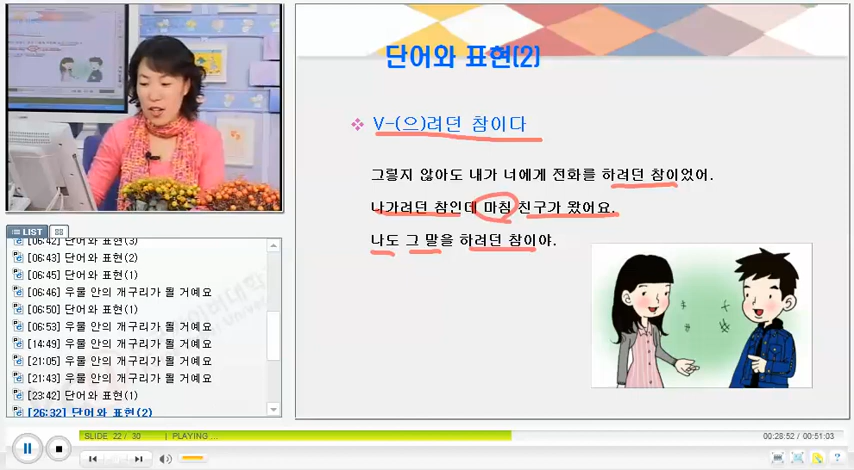 단어와 표현(2)
V-(으)려던 참이다
그렇지 않아도 내가 너에게 전화를 하려던 참이었어.
나가려던 참인데 마침 친구가 왔어요.
나도 그 말을 하려던 참이야.
LIST
[06:42] 단어와 표현(3)
[06:43] 단어와 표현(2)
[06:45] 단어와 표현(1)
[06:46] 우물 안의 개구리가 될 거예요
[06:50] 단어와 표현(1)
[06:53] 우물 안의 개구리가 될 거예요
[14:49] 우물 안의 개구리가 될 거예요
[21:05] 우물 안의 개구리가 될 거예요
[21:43] 우물 안의 개구리가 될 거예요
[23:42] 단어와 표현(1)
[26:32] 단어와 표현(2)
SLIDE 22 / 30 | PLAYING ...
00:28:52 / 00:51:03